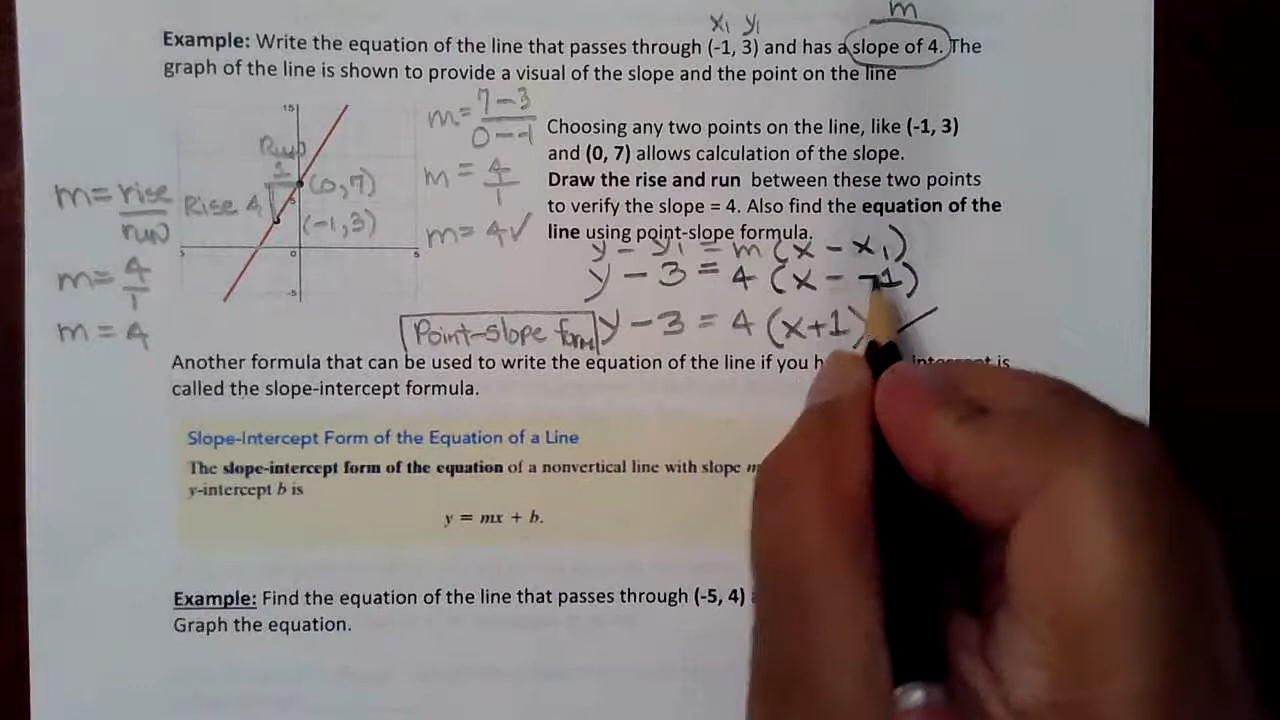 m
x₁ y₁
Example: Write the equation of the line that passes through (-1, 3) and has a slope of 4. The
graph of the line is shown to provide a visual of the slope and the point on the line
15
Run
1
(0,7)
Rise 4
5
(-1,3)
5
0
5
-5
m=rise
run
m=4
1
m=4
m=7-3
0--1
m=4
1
m=4✓
Choosing any two points on the line, like (-1, 3)
and (0, 7) allows calculation of the slope.
Draw the rise and run between these two points
to verify the slope = 4. Also find the equation of the
line using point-slope formula.
y - y₁ = m(x - x₁)
y - 3 = 4(x - -1)
Point-slope form y - 3 = 4(x+1)
Another formula that can be used to write the equation of the line if you is
called the slope-intercept formula.
Slope-Intercept Form of the Equation of a Line
The slope-intercept form of the equation of a nonvertical line with slope m
y-intercept b is
y = mx + b.
Example: Find the equation of the line that passes through (-5, 4)
Graph the equation.